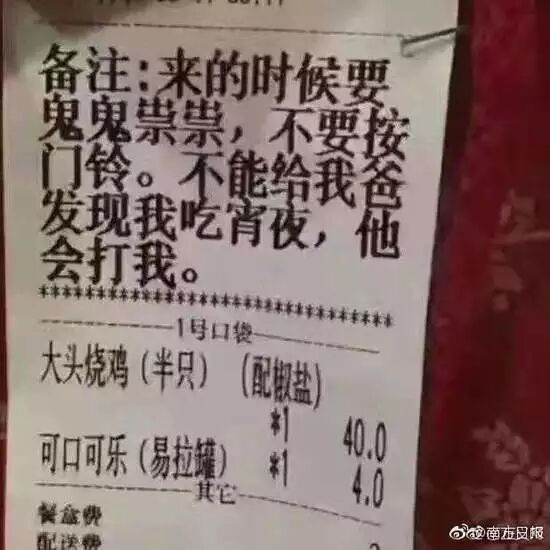 备注:来的时候要
鬼鬼祟祟，不要按
门铃。不能给我爸
发现我吃宵夜，他
会打我。
********************************
1号口袋
大头烧鸡(半只) (配椒盐)
*1 40.0
可口可乐(易拉罐) *1 4.0
其它
餐盒费
配送费
@南方日报